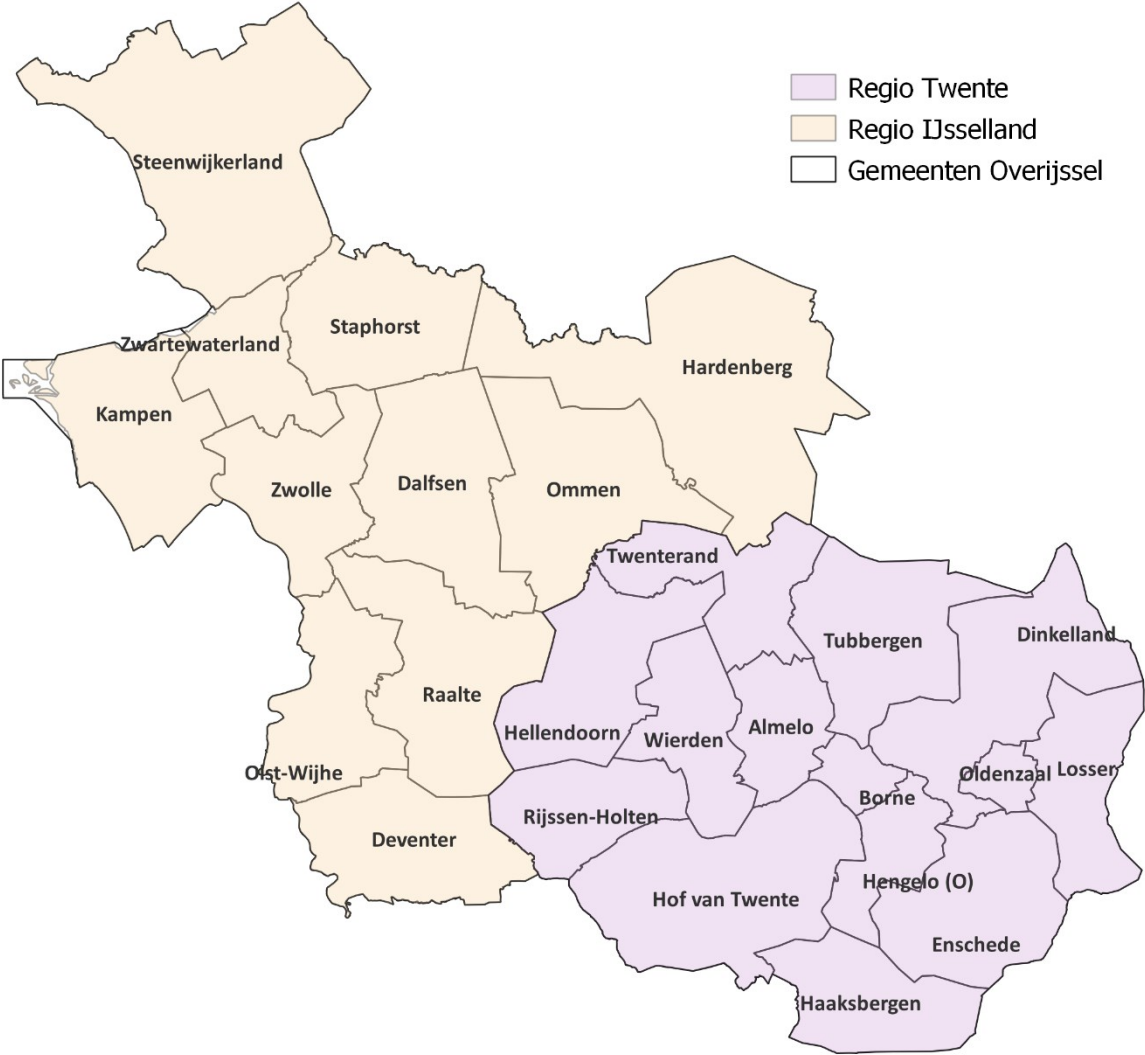 Regio Twente
Regio IJsselland
Gemeenten Overijssel
Steenwijkerland
Staphorst
Zwartewaterland
Hardenberg
Kampen
Dalfsen
Zwolle
Ommen
Twenterand
Dinkelland
Tubbergen
Raalte
Almelo
Hellendoorn
Wierden
Losser
Oldenzaal
Olst-Wijhe
Borne
Rijssen-Holten
Deventer
Hengelo (O)
Hof van Twente
Enschede
Haaksbergen